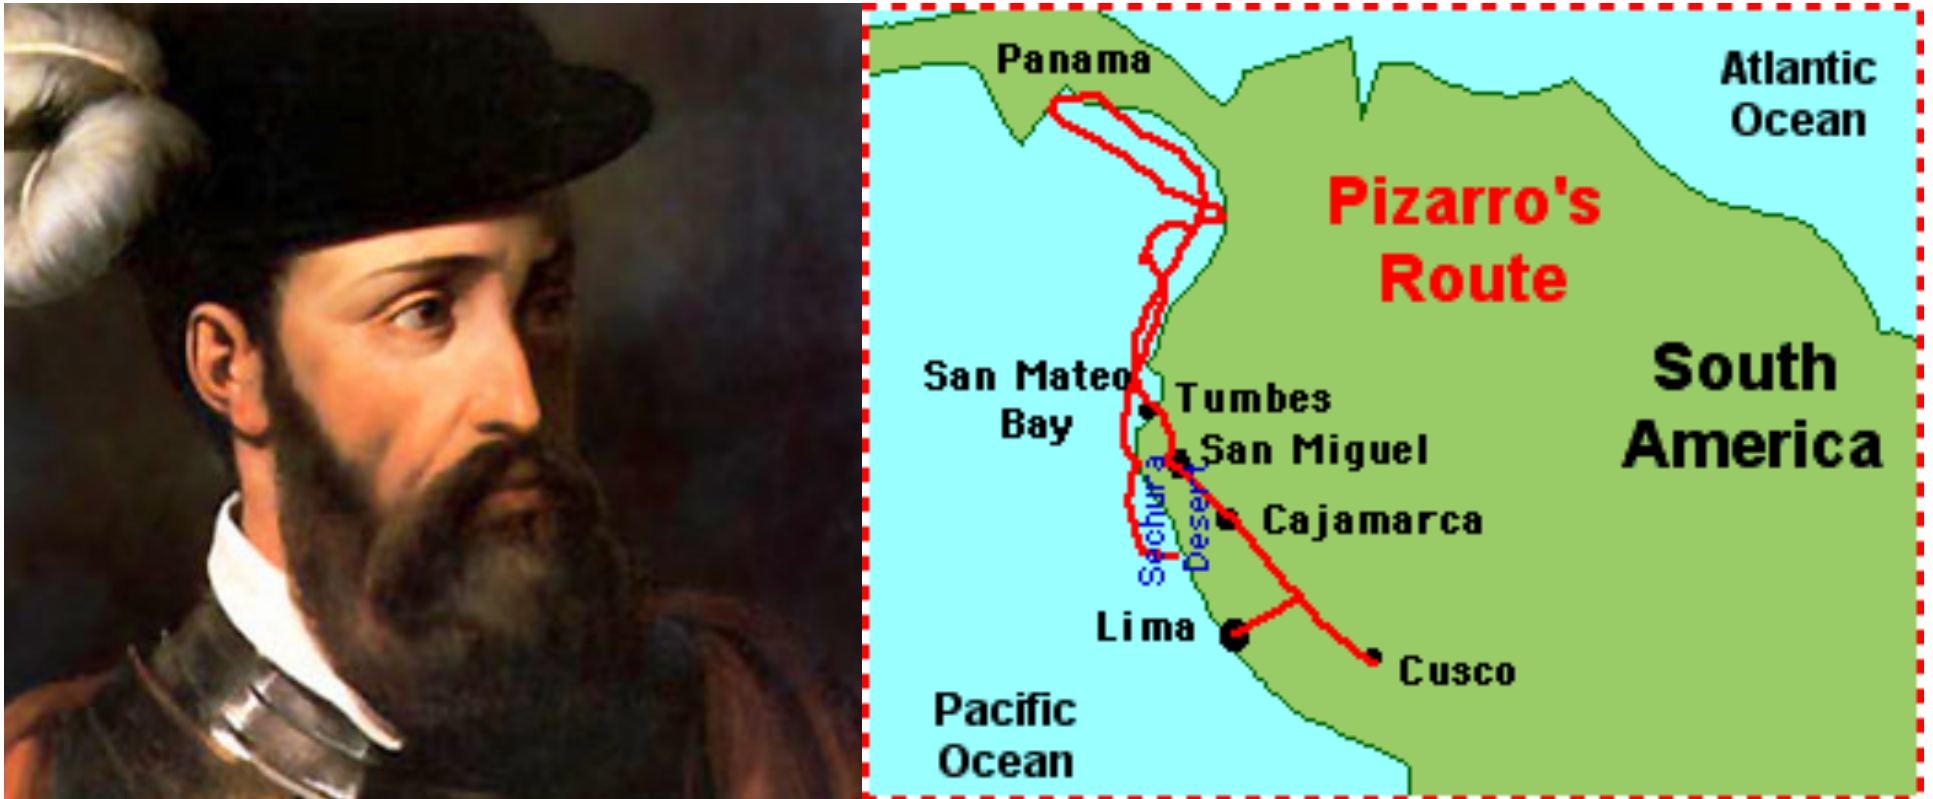 Panama
Atlantic
Ocean
Pizarro's
Route
South
America
San Mateo
Bay
Tumbes
San Miguel
Sechura
Desert
Cajamarca
Lima
Cusco
Pacific
Ocean